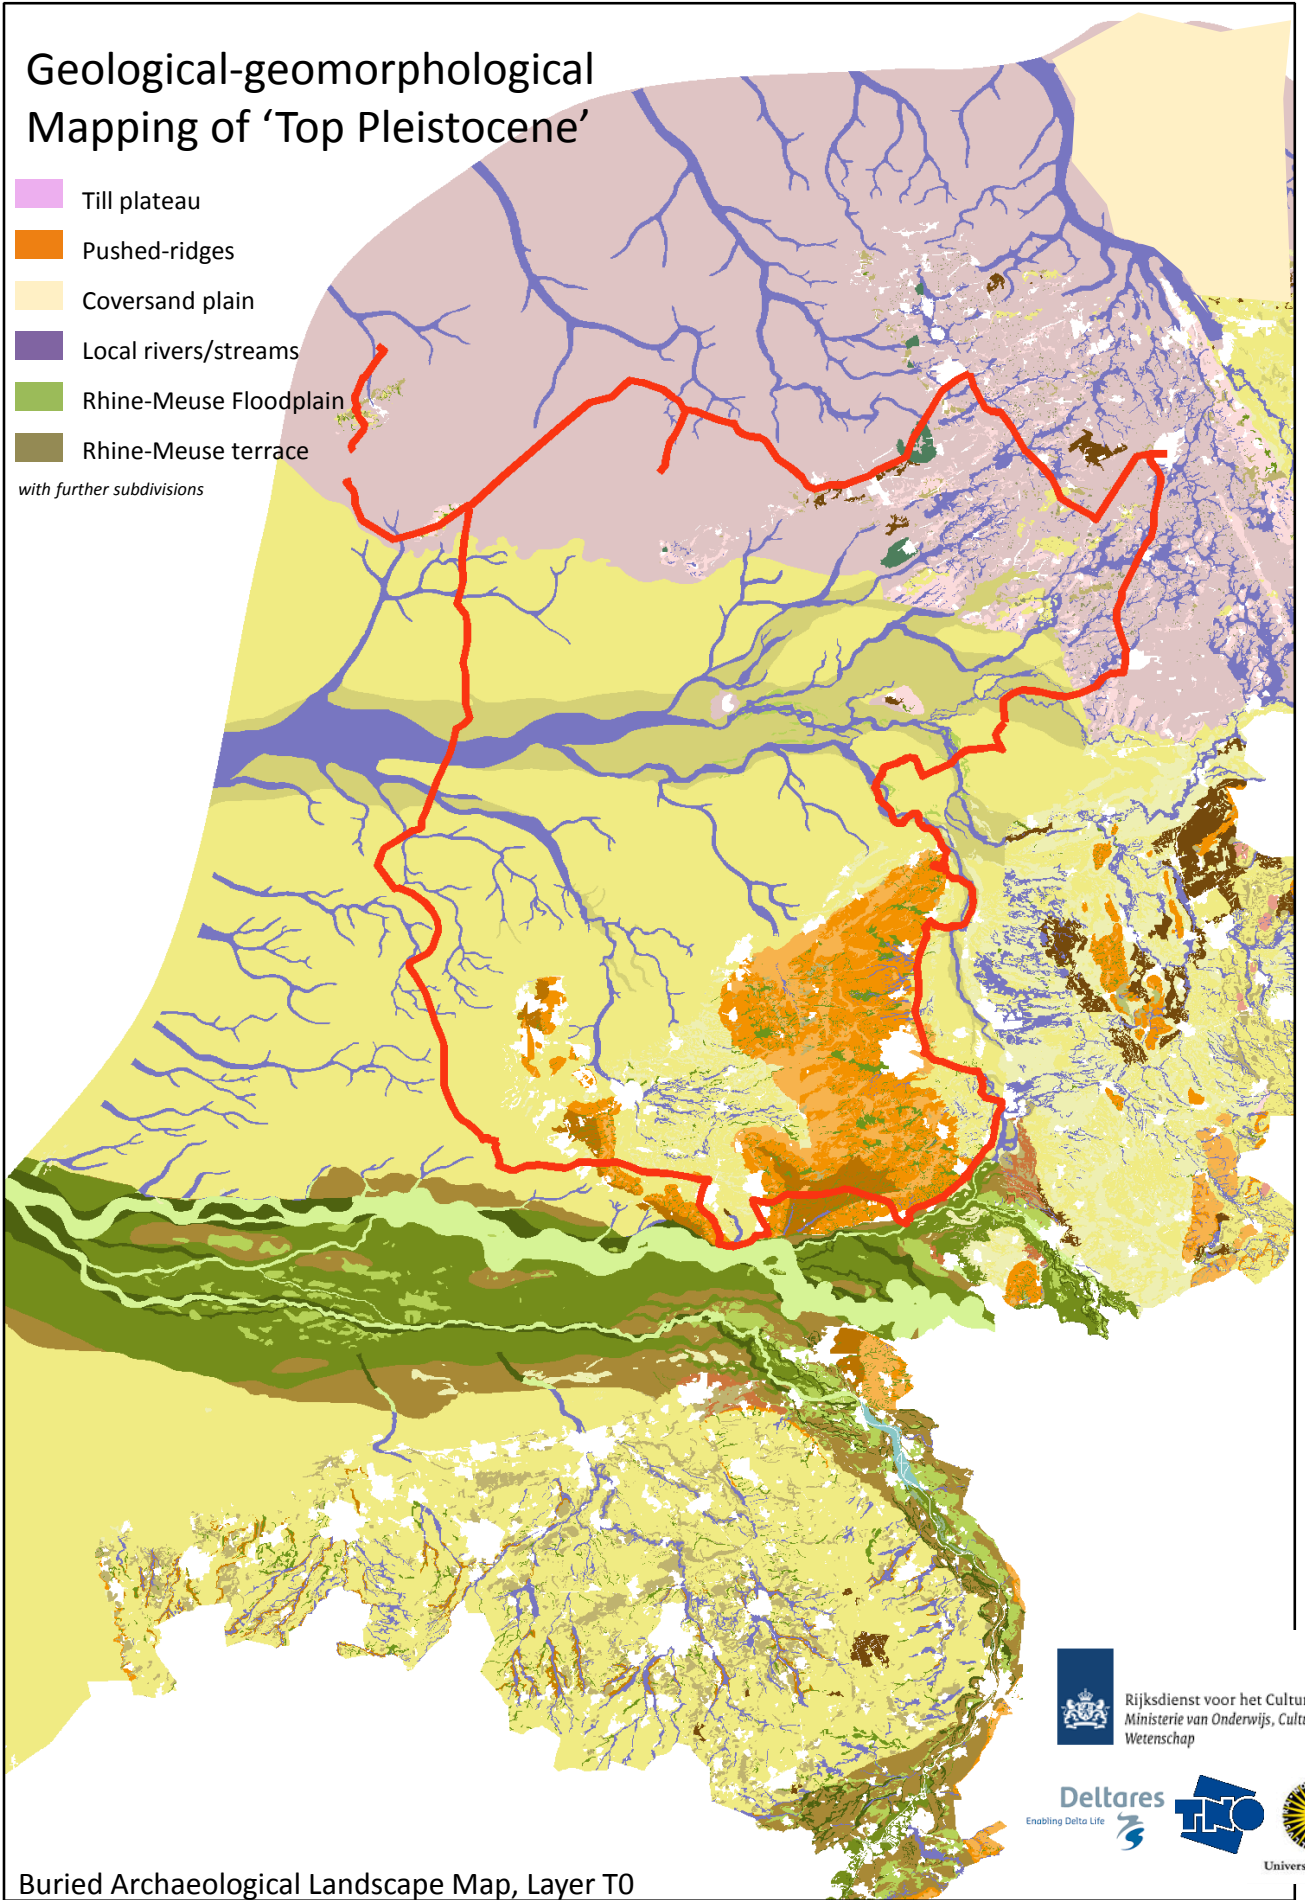 Geological-geomorphological
Mapping of ‘Top Pleistocene’
Till plateau
Pushed-ridges
Coversand plain
Local rivers/streams
Rhine-Meuse Floodplain
Rhine-Meuse terrace
with further subdivisions
Rijksdienst voor het Cultur
Ministerie van Onderwijs, Cultu
Wetenschap
Deltares
Enabling Delta Life
TNO
Univers
Buried Archaeological Landscape Map, Layer T0